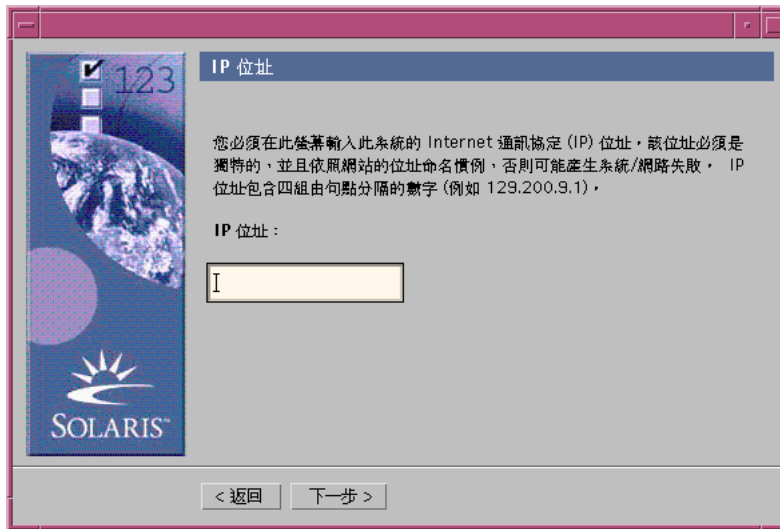 123
IP 位址
您必須在此螢幕輸入此系統的 Internet 通訊協定 (IP) 位址，該位址必須是
獨特的，並且依照網站的位址命名慣例，否則可能產生系統/網路失敗， IP
位址包含四組由句點分隔的數字 (例如 129.200.9.1)，
IP 位址：
SOLARIS™
< 返回
下一步 >